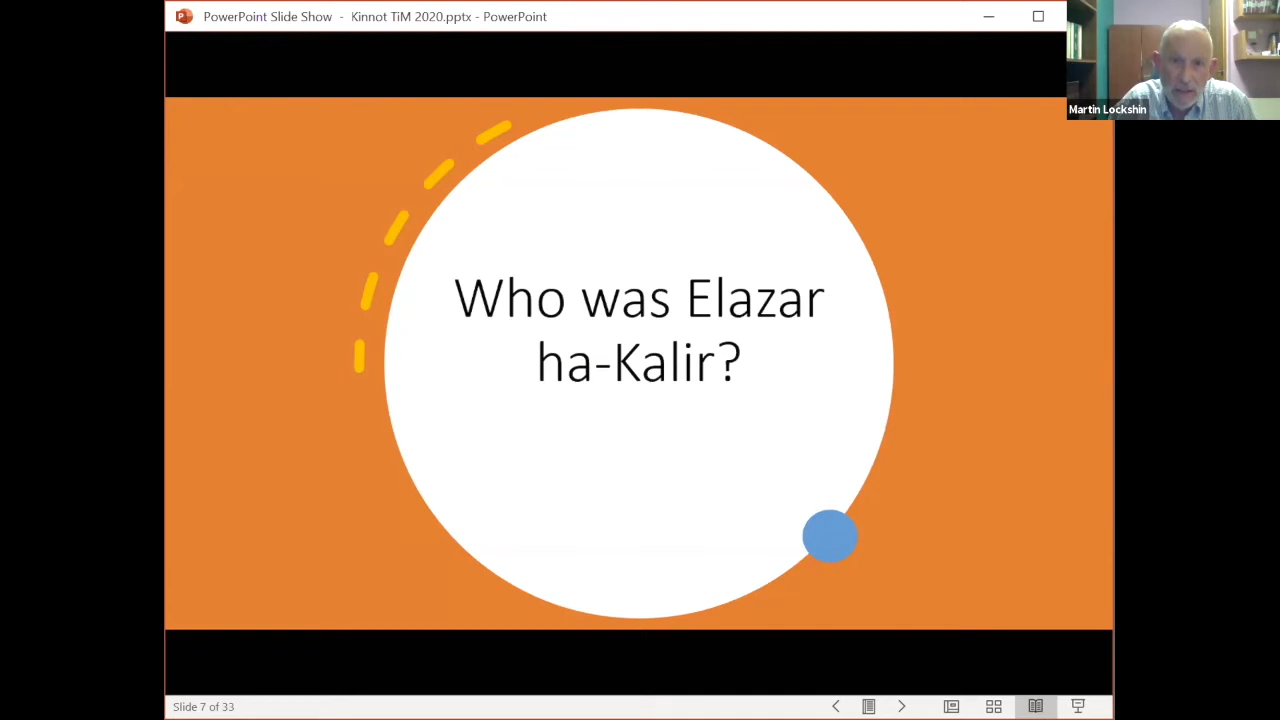 PowerPoint Slide Show - Kinnot TiM 2020.pptx - PowerPoint
Martin Lockshin
Who was Elazar
ha-Kalir?
Slide 7 of 33